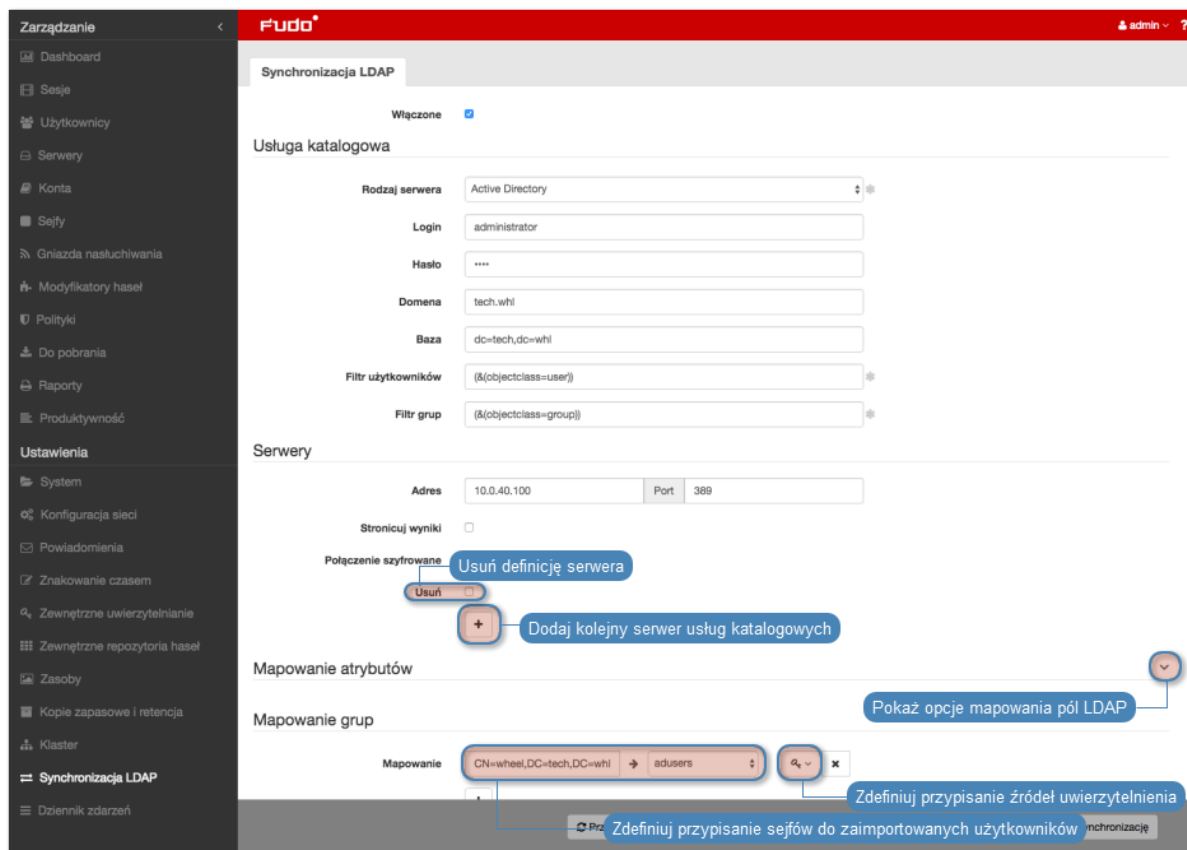 Zarządzanie
Dashboard
Sesje
Użytkownicy
Serwery
Konta
Sejfy
Gniazda nasłuchiwania
Modyfikatory haseł
Polityki
Do pobrania
Raporty
Produktywność
Ustawienia
System
Konfiguracja sieci
Powiadomienia
Znakowanie czasem
Zewnętrzne uwierzytelnianie
Zewnętrzne repozytoria haseł
Zasoby
Kopie zapasowe i retencja
Klaster
Synchronizacja LDAP
Dziennik zdarzeń
FUDO
admin ?
Synchronizacja LDAP
Włączone
Usługa katalogowa
Rodzaj serwera Active Directory
Login administrator
Hasło ••••
Domena tech.whl
Baza dc=tech,dc=whl
Filtr użytkowników (&(objectclass=user))
Filtr grup (&(objectclass=group))
Serwery
Adres 10.0.40.100 Port 389
Stronicuj wyniki
Połączenie szyfrowane
Usuń definicję serwera
Usuń
+
Dodaj kolejny serwer usług katalogowych
Mapowanie atrybutów
Pokaż opcje mapowania pól LDAP
Mapowanie grup
Mapowanie CN=wheel,DC=tech,DC=whl → adusers
Zdefiniuj przypisanie źródeł uwierzytelnienia
Zdefiniuj przypisanie sejfów do zaimportowanych użytkowników